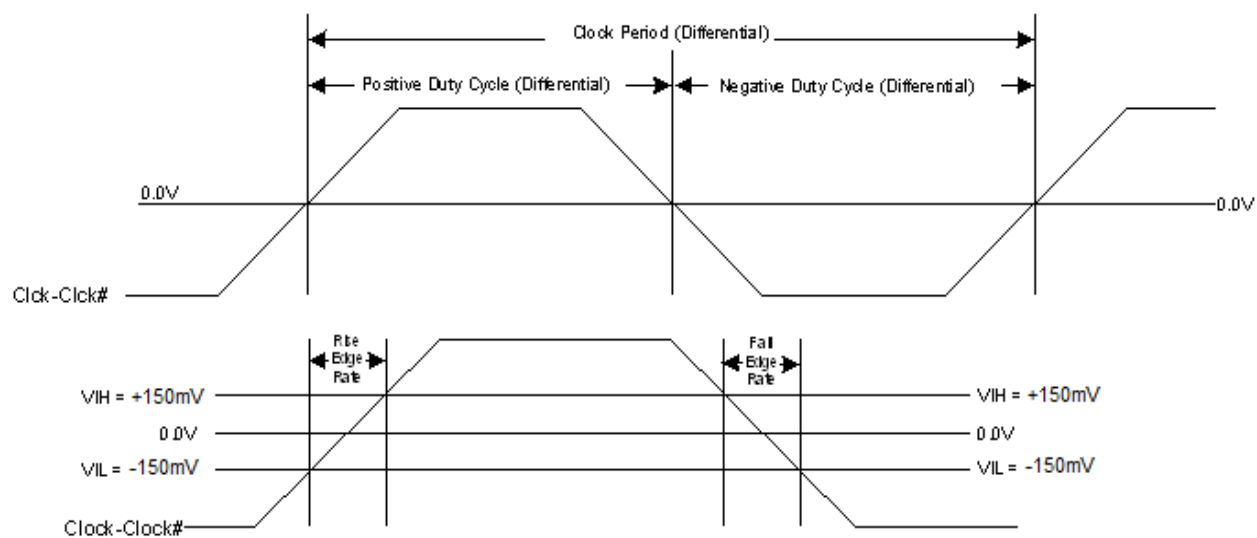 Clock Period (Differential)
Positive Duty Cycle (Differential)
Negative Duty Cycle (Differential)
0.0V
0.0V
Clck-Clck#
Rise
Edge
Rate
Fall
Edge
Rate
VIH = +150mV
VIH = +150mV
0.0V
0.0V
VIL = -150mV
VIL = -150mV
Clock-Clock#